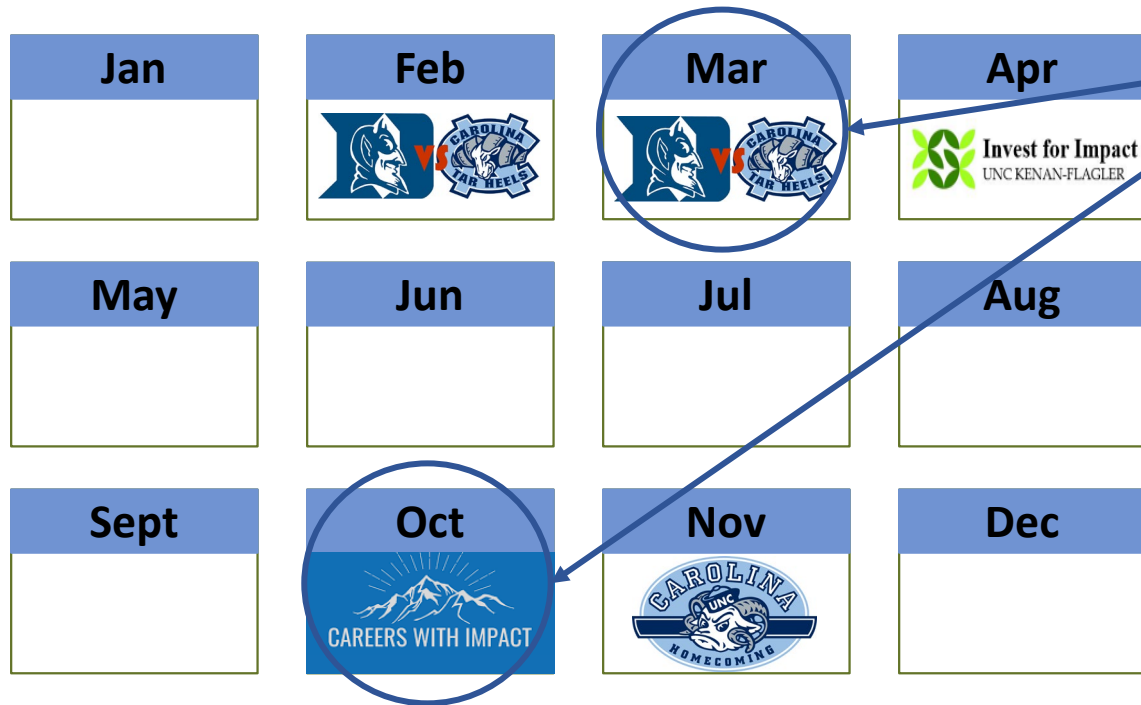 Jan
Feb
Mar
Apr
VS
CAROLINA
TAR HEELS
VS
CAROLINA
TAR HEELS
Invest for Impact
UNC KENAN-FLAGLER
May
Jun
Jul
Aug
Sept
Oct
Nov
Dec
CAREERS WITH IMPACT
CAROLINA
UNC
HOMECOMING